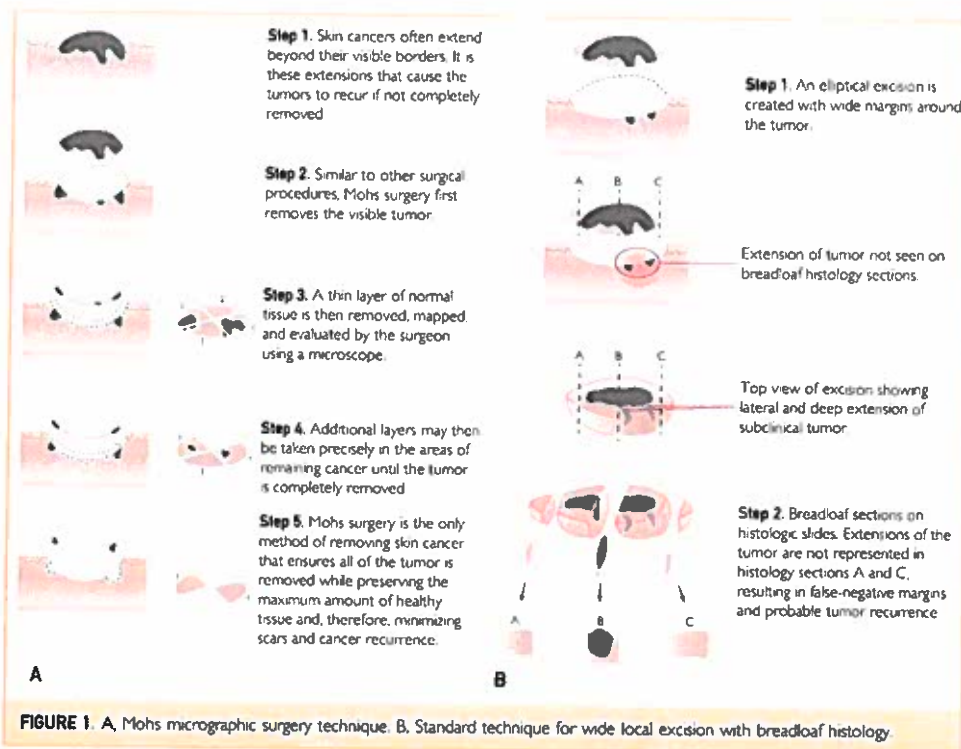 Step 1. Skin cancers often extend
beyond their visible borders. It is
these extensions that cause the
tumors to recur if not completely
removed
Step 2. Similar to other surgical
procedures, Mohs surgery first
removes the visible tumor
Step 3. A thin layer of normal
tissue is then removed, mapped,
and evaluated by the surgeon
using a microscope.
Step 4. Additional layers may then
be taken precisely in the areas of
remaining cancer until the tumor
is completely removed
Step 5. Mohs surgery is the only
method of removing skin cancer
that ensures all of the tumor is
removed while preserving the
maximum amount of healthy
tissue and, therefore, minimizing
scars and cancer recurrence.
A
Step 1. An elliptical excision is
created with wide margins around
the tumor.
A B C
Extension of tumor not seen on
breadloaf histology sections.
A B C
Top view of excision showing
lateral and deep extension of
subclinical tumor
Step 2. Breadloaf sections on
histologic slides. Extensions of the
tumor are not represented in
histology sections A and C,
resulting in false-negative margins
and probable tumor recurrence
A B C
B
FIGURE 1. A, Mohs micrographic surgery technique. B, Standard technique for wide local excision with breadloaf histology.